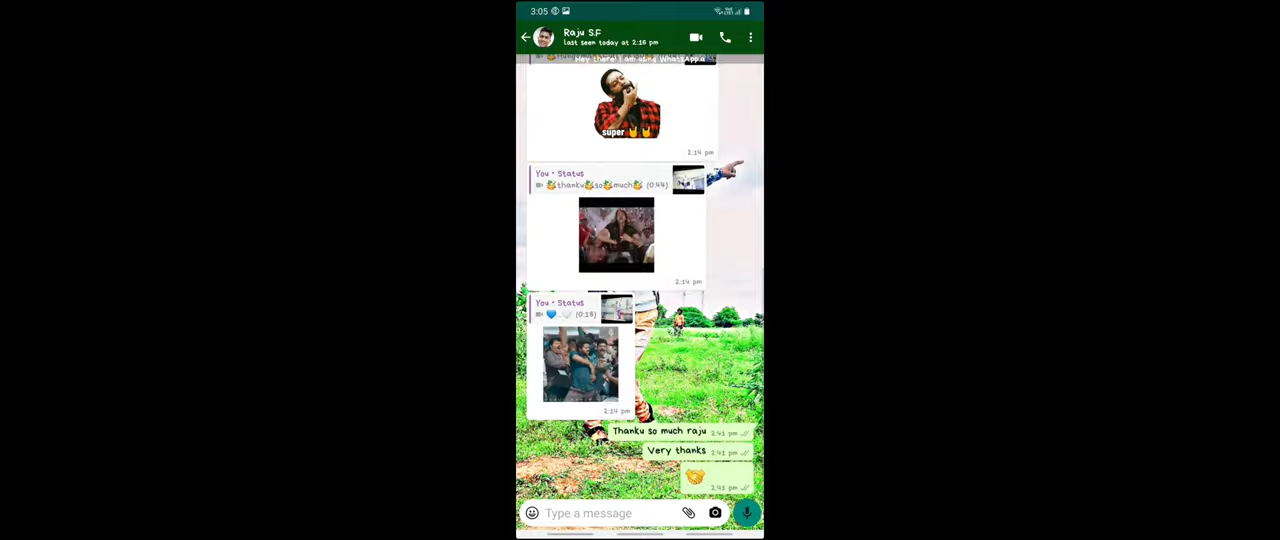 3:05
Raju S.F
last seen today at 2:16 pm
Hey there! I am using WhatsApp.a
super
2:14 pm
You • Status
🍍thanku🍍so🍍much🍍 (0:44)
2:14 pm
You • Status
💙..🤍 (0:16)
2:14 pm
Thanku so much raju 2:41 pm
Very thanks 2:41 pm
2:41 pm
Type a message